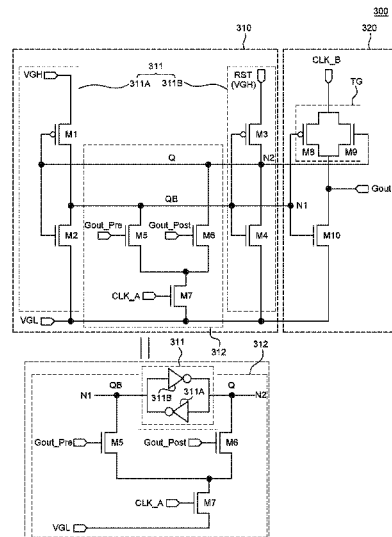 300
310
320
311
311A 311B
VGH
RST
(VGH)
CLK_B
TG
M1
M3
M8 M9
Q
N2
QB
N1
Gout
Gout_Pre
Gout_Post
M2
M5
M6
M4
M10
CLK_A
M7
VGL
312
311
312
N1
QB
311B
311A
Q
N2
Gout_Pre
M5
Gout_Post
M6
CLK_A
M7
VGL